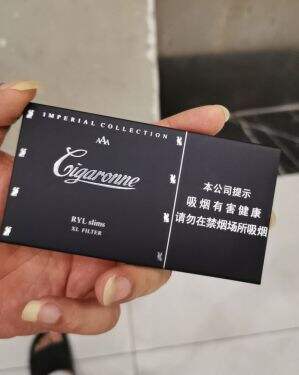 IMPERIAL COLLECTION
AAA
Cigaronne
RYL slims
XL FILTER
本公司提示
吸烟有害健康
请勿在禁烟场所吸烟